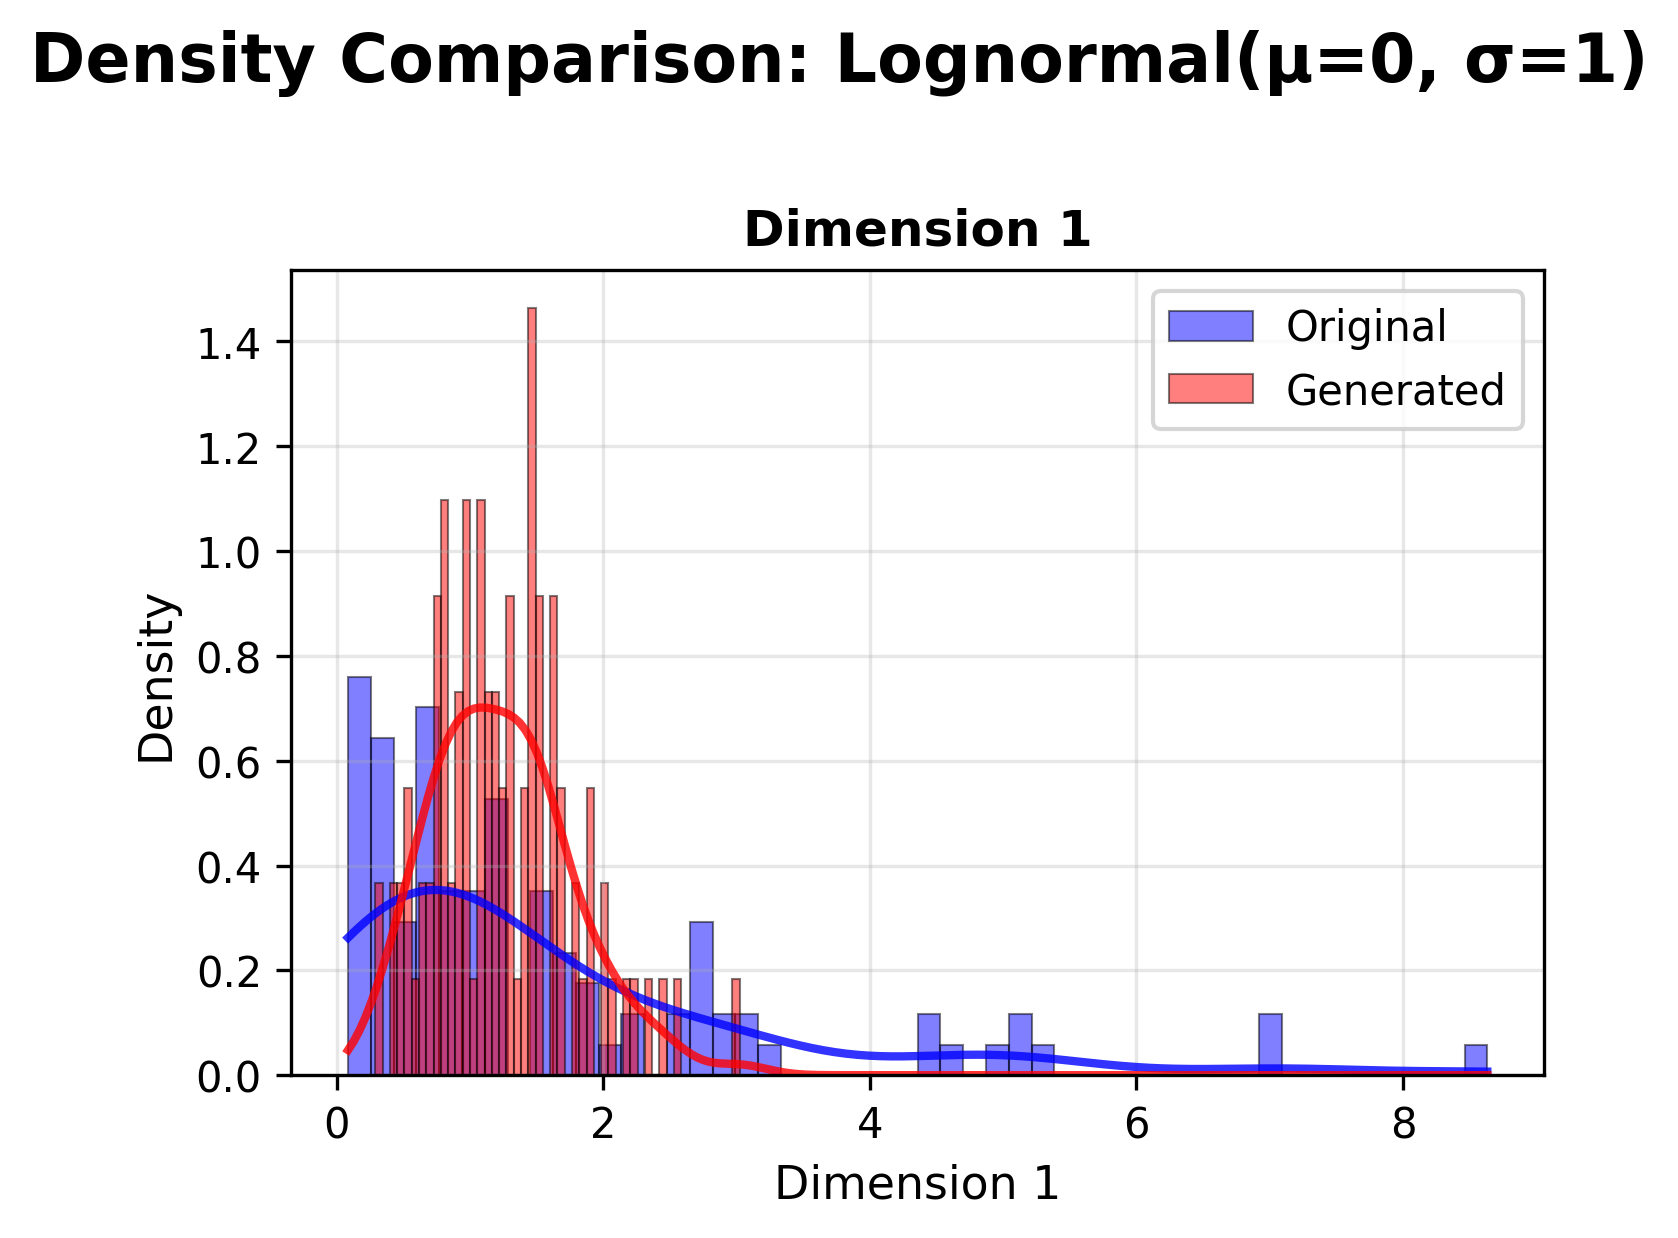 Density Comparison: Lognormal(μ=0, σ=1)
Dimension 1
Original
Generated
Density
1.4
1.2
1.0
0.8
0.6
0.4
0.2
0.0
0 2 4 6 8
Dimension 1